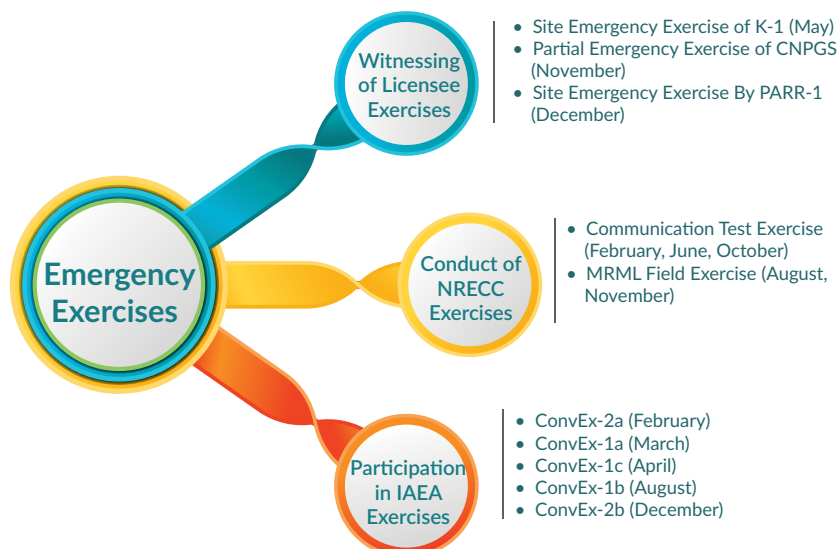 Emergency
Exercises
Witnessing
of Licensee
Exercises
• Site Emergency Exercise of K-1 (May)
• Partial Emergency Exercise of CNPGS
(November)
• Site Emergency Exercise By PARR-1
(December)
Conduct of
NRECC
Exercises
• Communication Test Exercise
(February, June, October)
• MRML Field Exercise (August,
November)
Participation
in IAEA
Exercises
• ConvEx-2a (February)
• ConvEx-1a (March)
• ConvEx-1c (April)
• ConvEx-1b (August)
• ConvEx-2b (December)